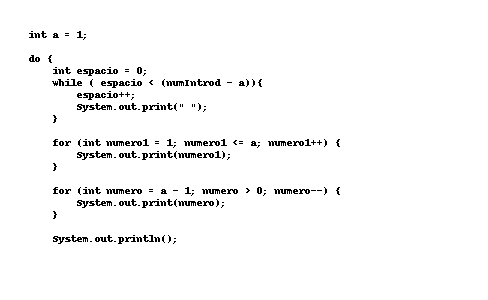 int a = 1;
do {
int espacio = 0;
while ( espacio < (numIntrod - a)){
espacio++;
System.out.print(" ");
}
for (int numero1 = 1; numero1 <= a; numero1++) {
System.out.print(numero1);
}
for (int numero = a - 1; numero > 0; numero--) {
System.out.print(numero);
}
System.out.println();